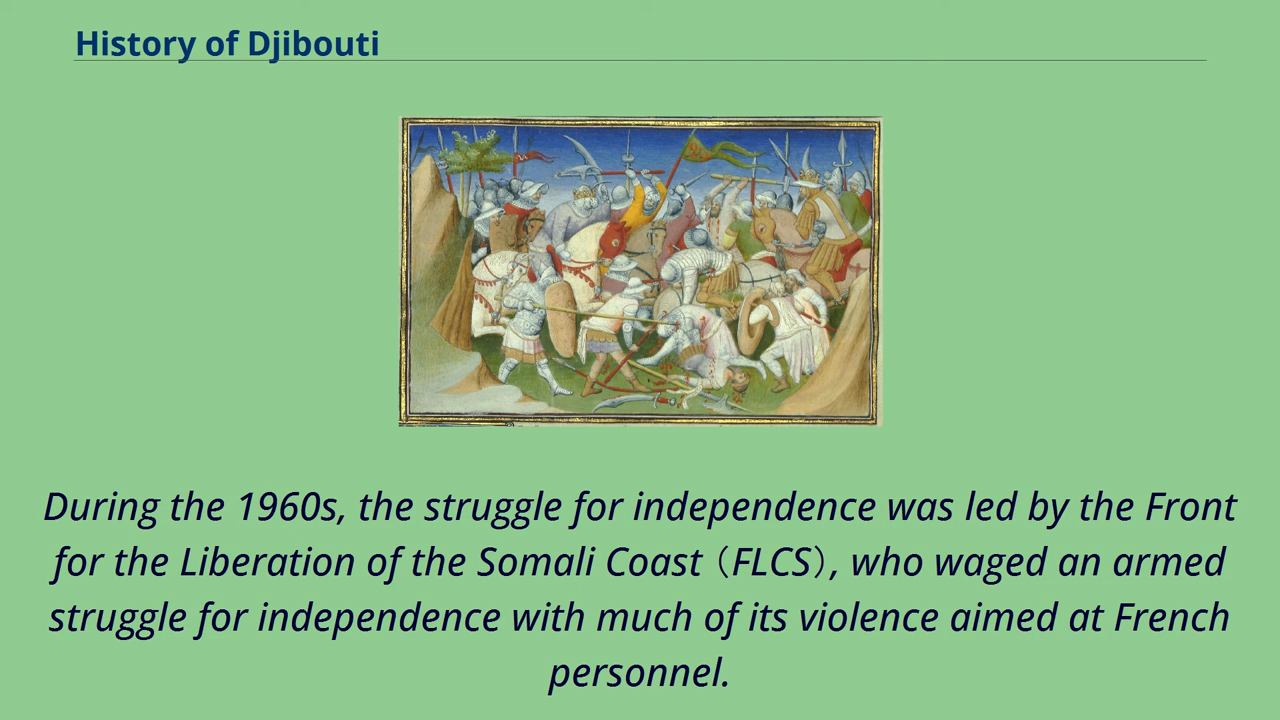 History of Djibouti
During the 1960s, the struggle for independence was led by the Front
for the Liberation of the Somali Coast（FLCS）, who waged an armed
struggle for independence with much of its violence aimed at French
personnel.